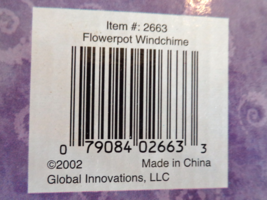 Item #: 2663
Flowerpot Windchime
0 79084 02663 3
©2002 Made in China
Global Innovations, LLC